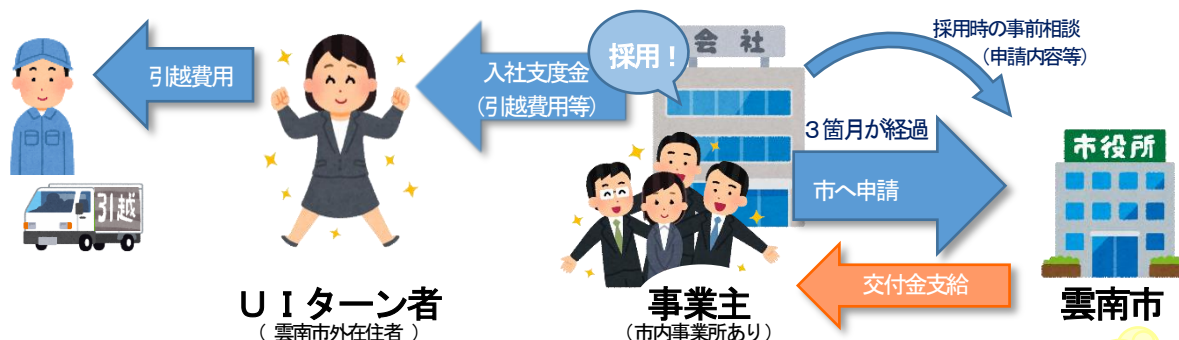 引越費用
引越
入社支度金
(引越費用等)
採用！
会社
採用時の事前相談
(申請内容等)
３箇月が経過
市へ申請
市役所
交付金支給
ＵＩターン者
( 雲南市外在住者 )
事業主
(市内事業所あり)
雲南市